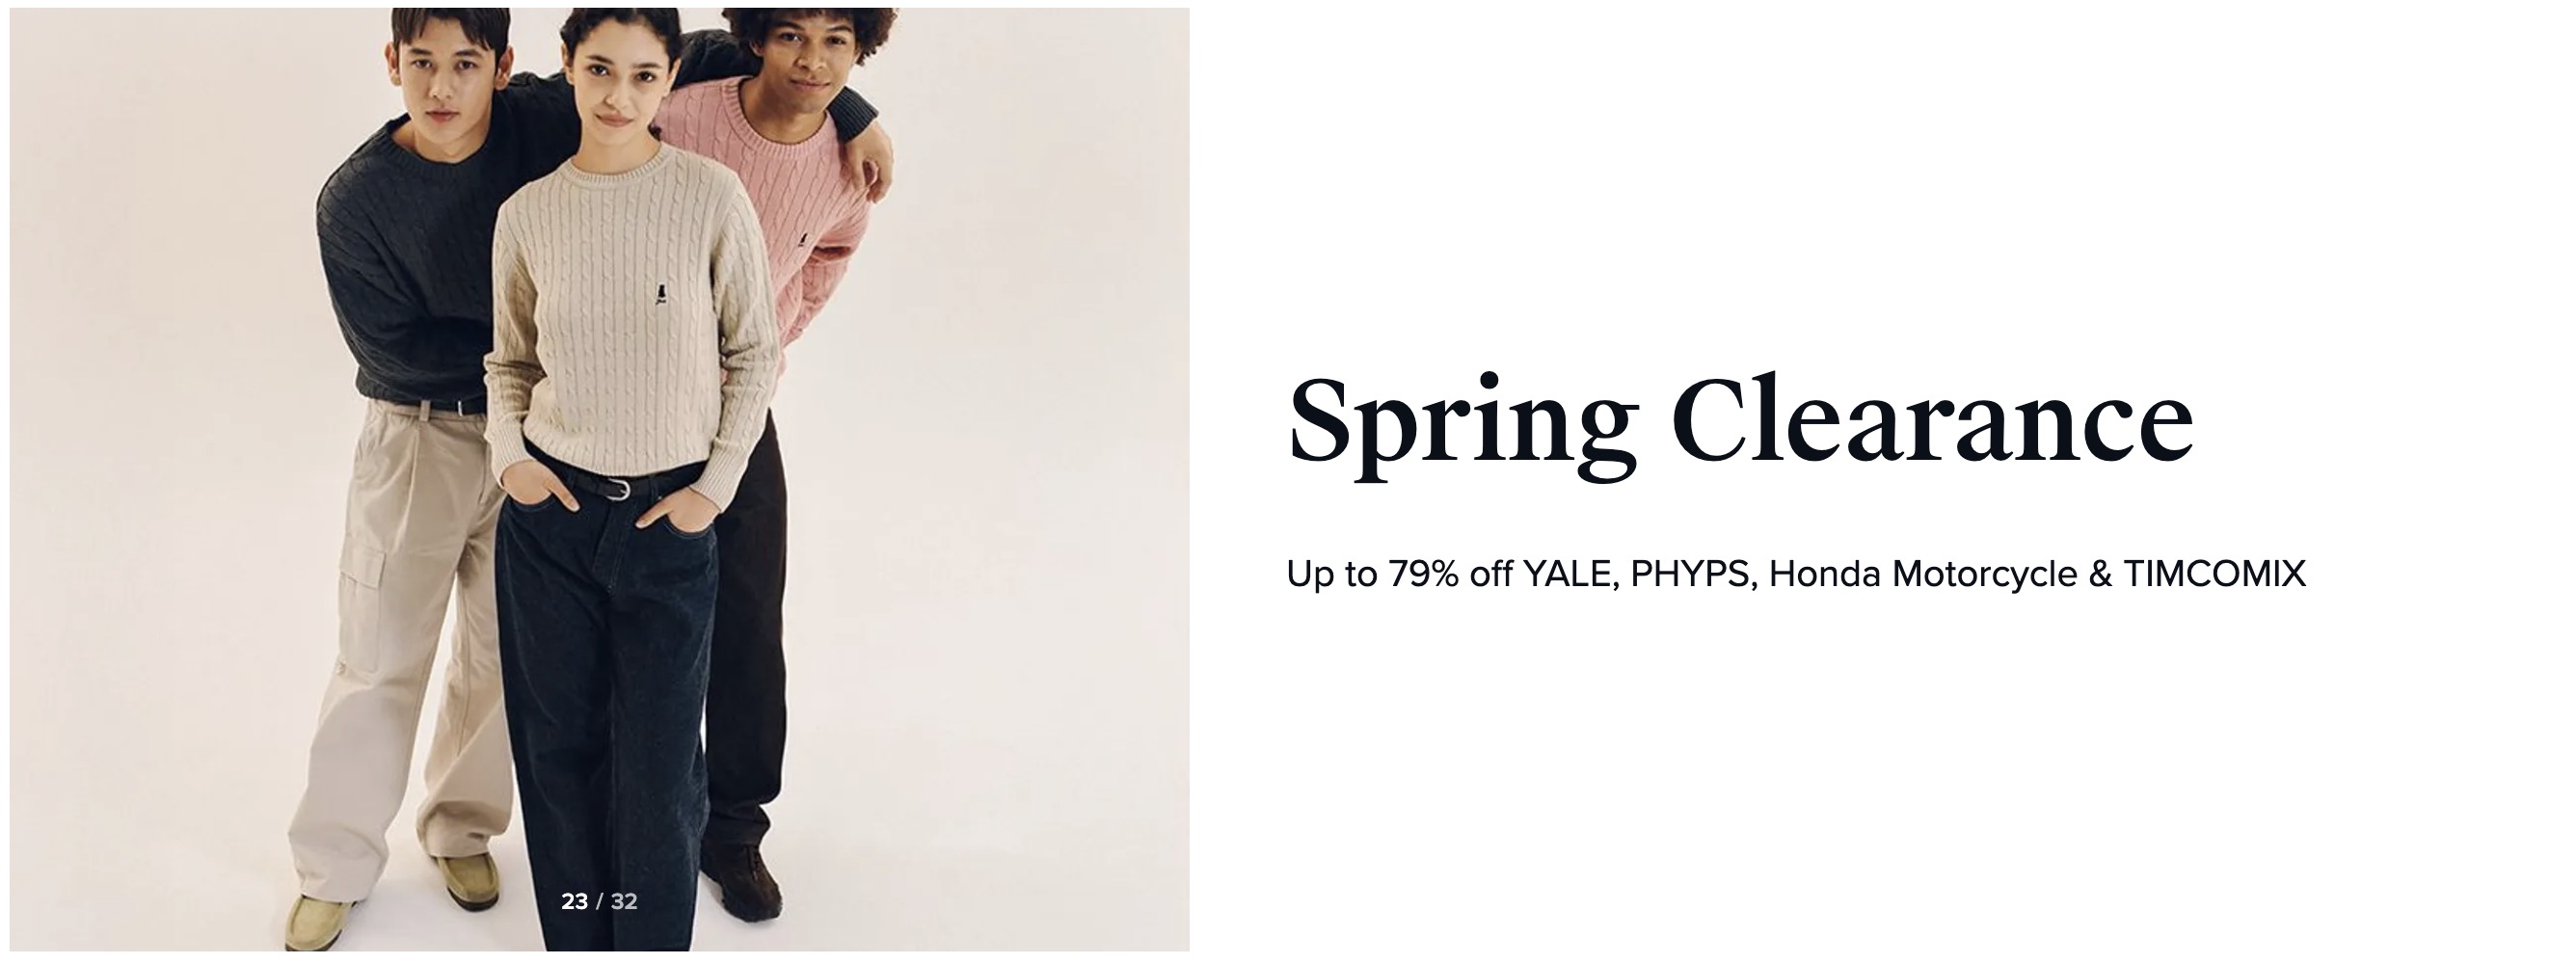 Spring Clearance
Up to 79% off YALE, PHYPS, Honda Motorcycle & TIMCOMIX
23 / 32